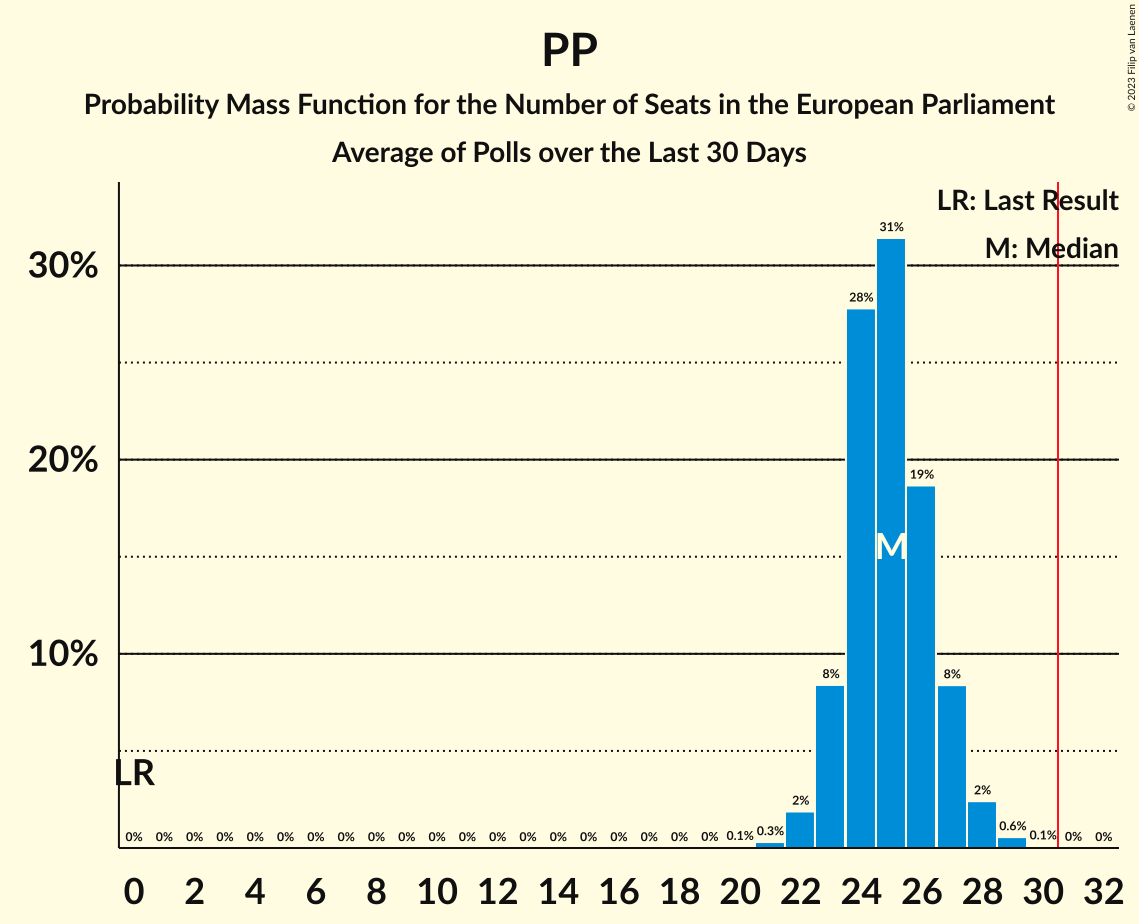 PP
Probability Mass Function for the Number of Seats in the European Parliament
Average of Polls over the Last 30 Days
© 2023 Filip van Laenen
LR: Last Result
M: Median
30%
20%
10%
31%
28%
19%
M
8%
8%
LR
2%
2%
0% 0% 0% 0% 0% 0% 0% 0% 0% 0% 0% 0% 0% 0% 0% 0% 0% 0% 0% 0% 0.1% 0.3% 0.6% 0.1% 0% 0%
0 2 4 6 8 10 12 14 16 18 20 22 24 26 28 30 32